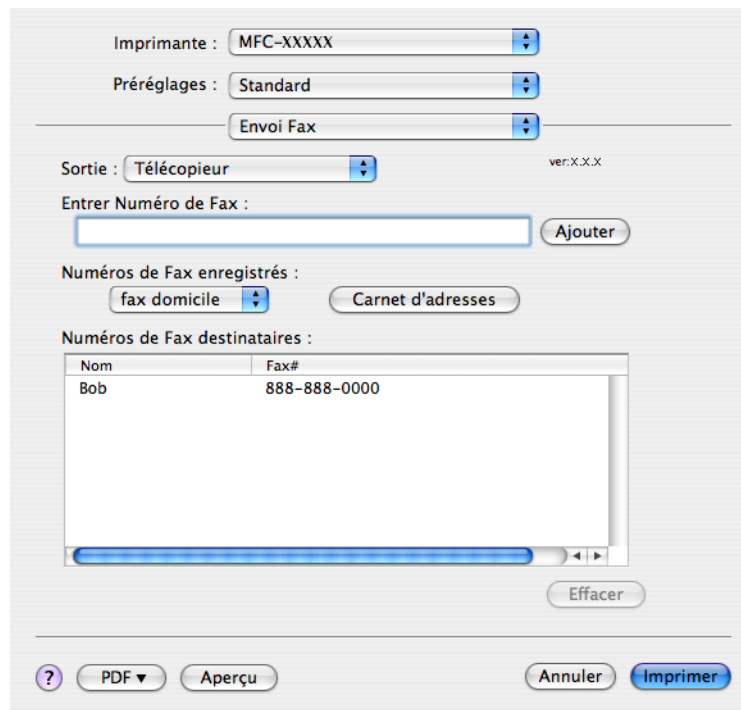 Imprimante : MFC-XXXXX
Préréglages : Standard
Envoi Fax
Sortie : Télécopieur ver:X.X.X
Entrer Numéro de Fax :
Ajouter
Numéros de Fax enregistrés :
fax domicile Carnet d'adresses
Numéros de Fax destinataires :
Nom Fax#
Bob 888-888-0000
Effacer
? PDF ▼ Aperçu Annuler Imprimer